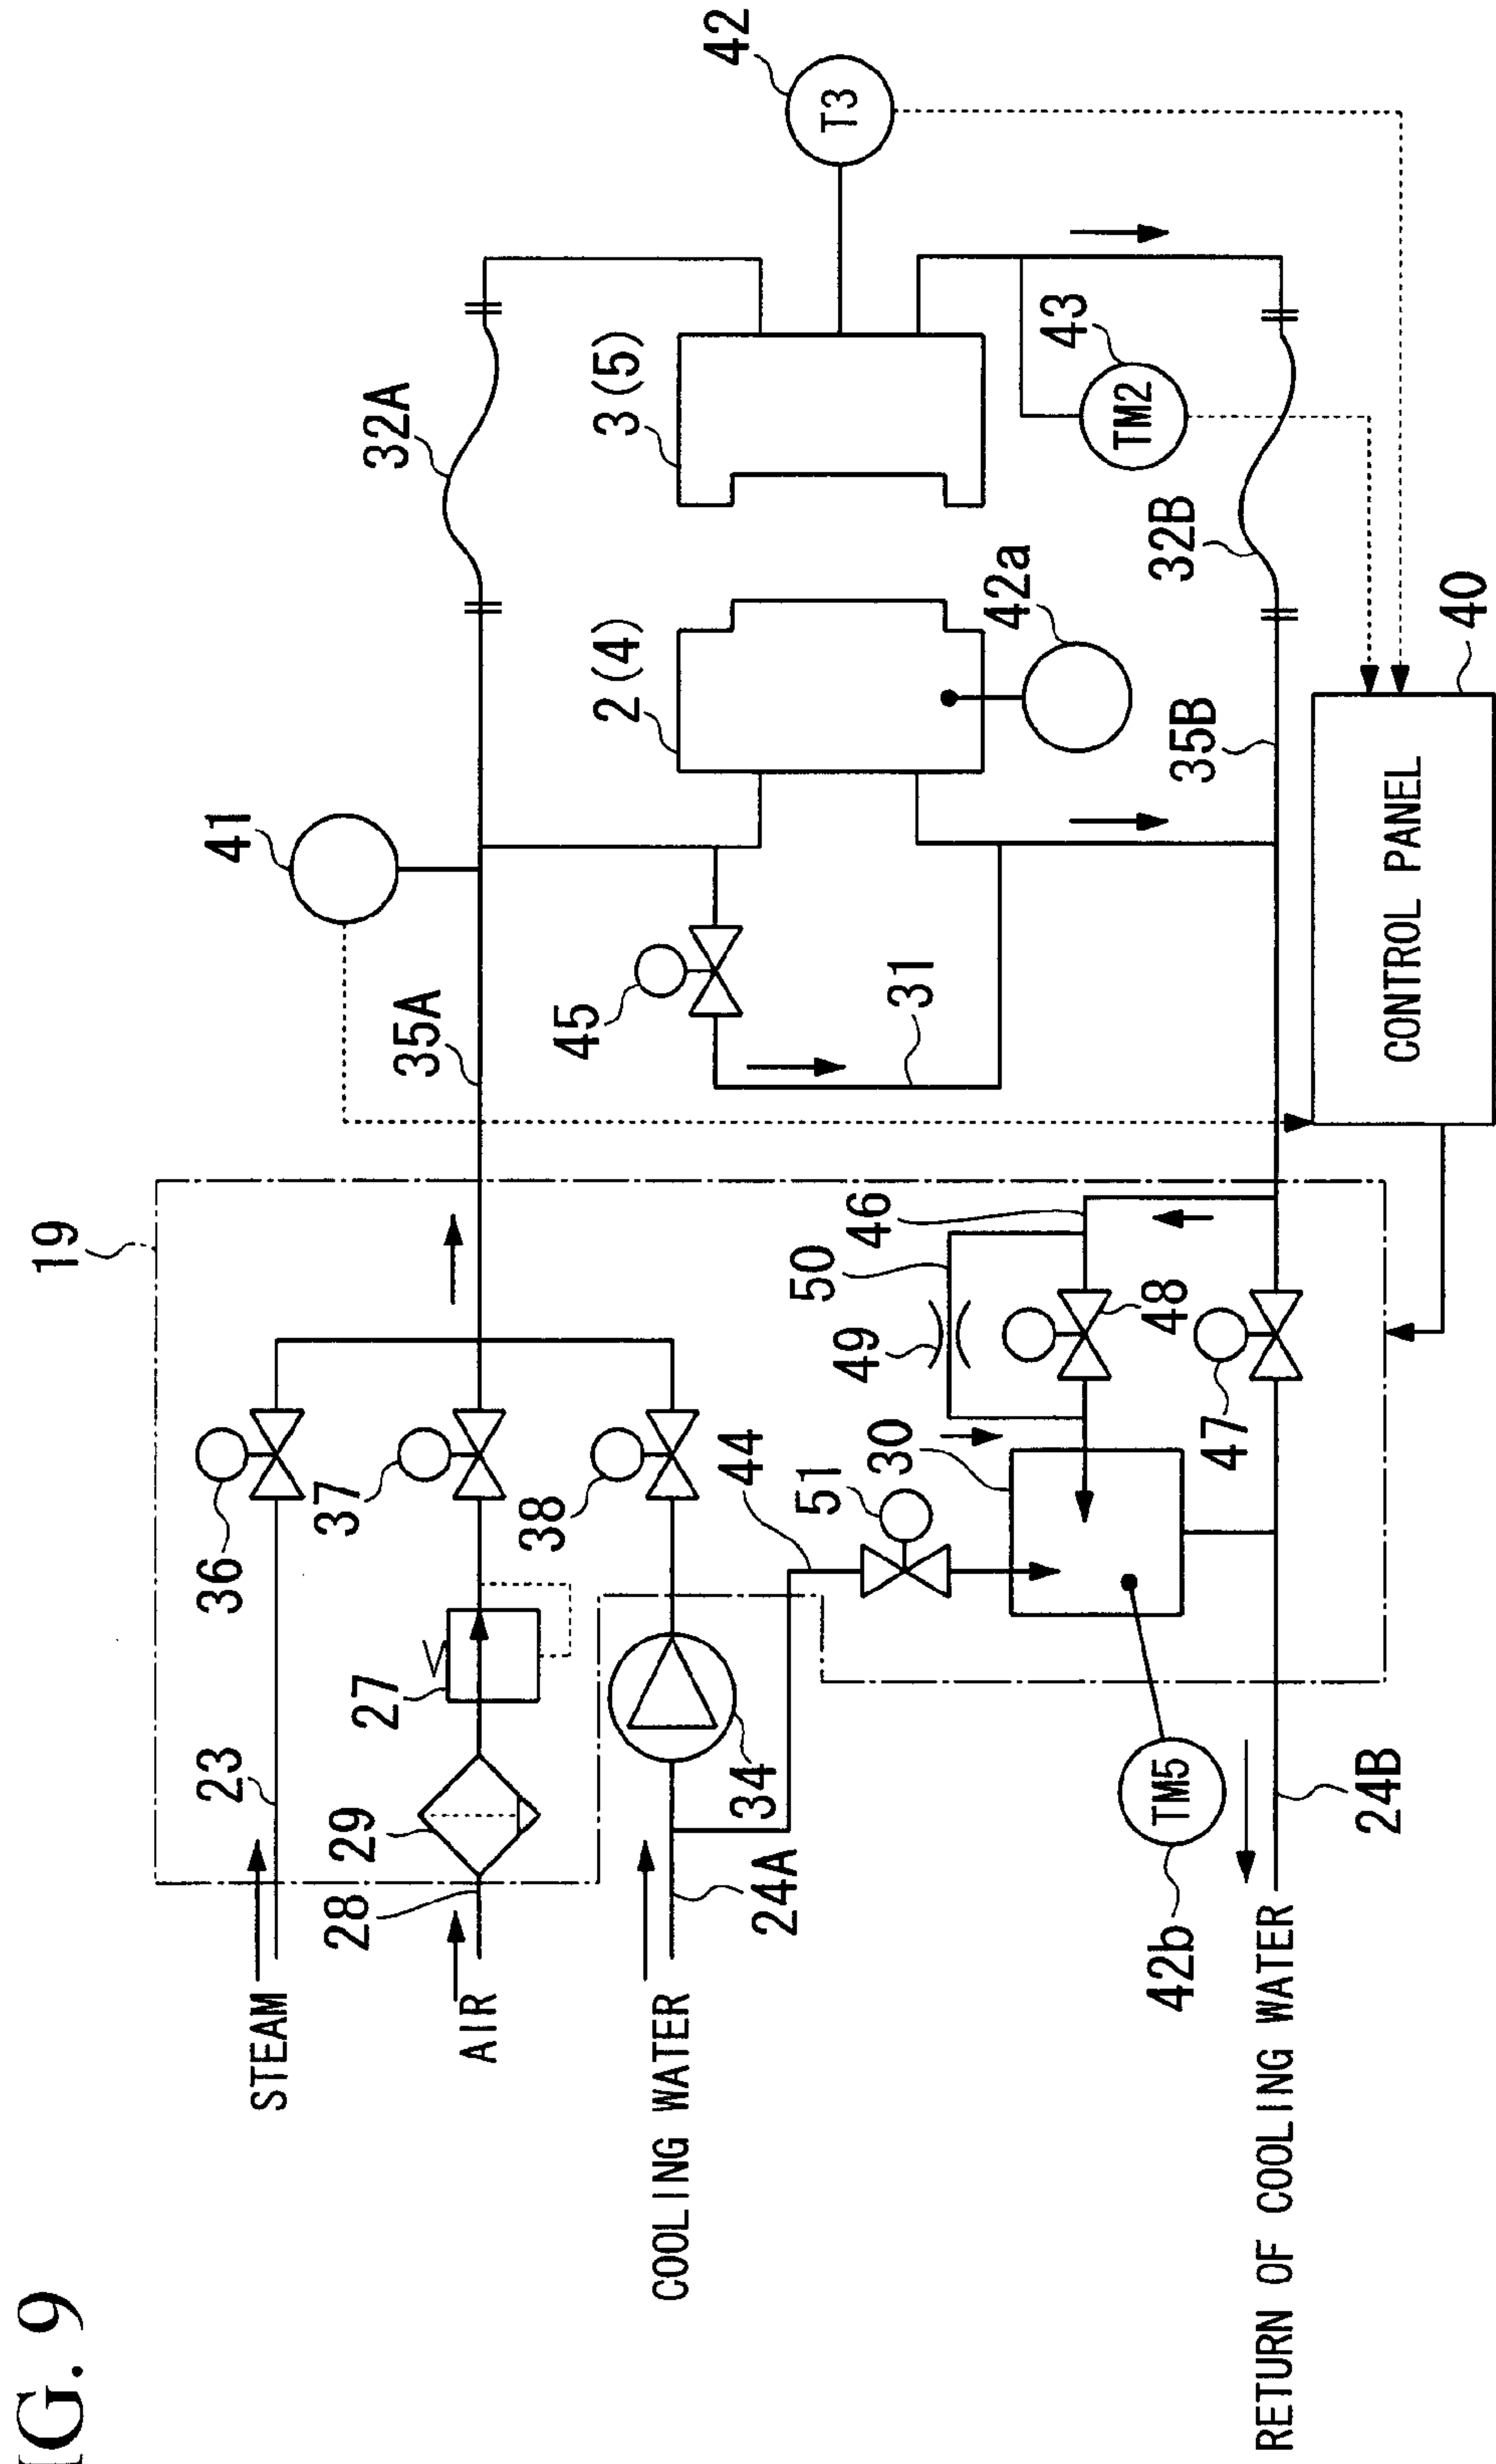 IG. 9
19
41
32A
42
T3
35A
36
37
38
23
27
29
28
STEAM
AIR
COOLING WATER
34
24A
44
51
30
45
31
2(4)
3(5)
42a
43
TM2
32B
35B
50
46
49
48
47
TM5
42b
24B
RETURN OF COOLING WATER
CONTROL PANEL
40